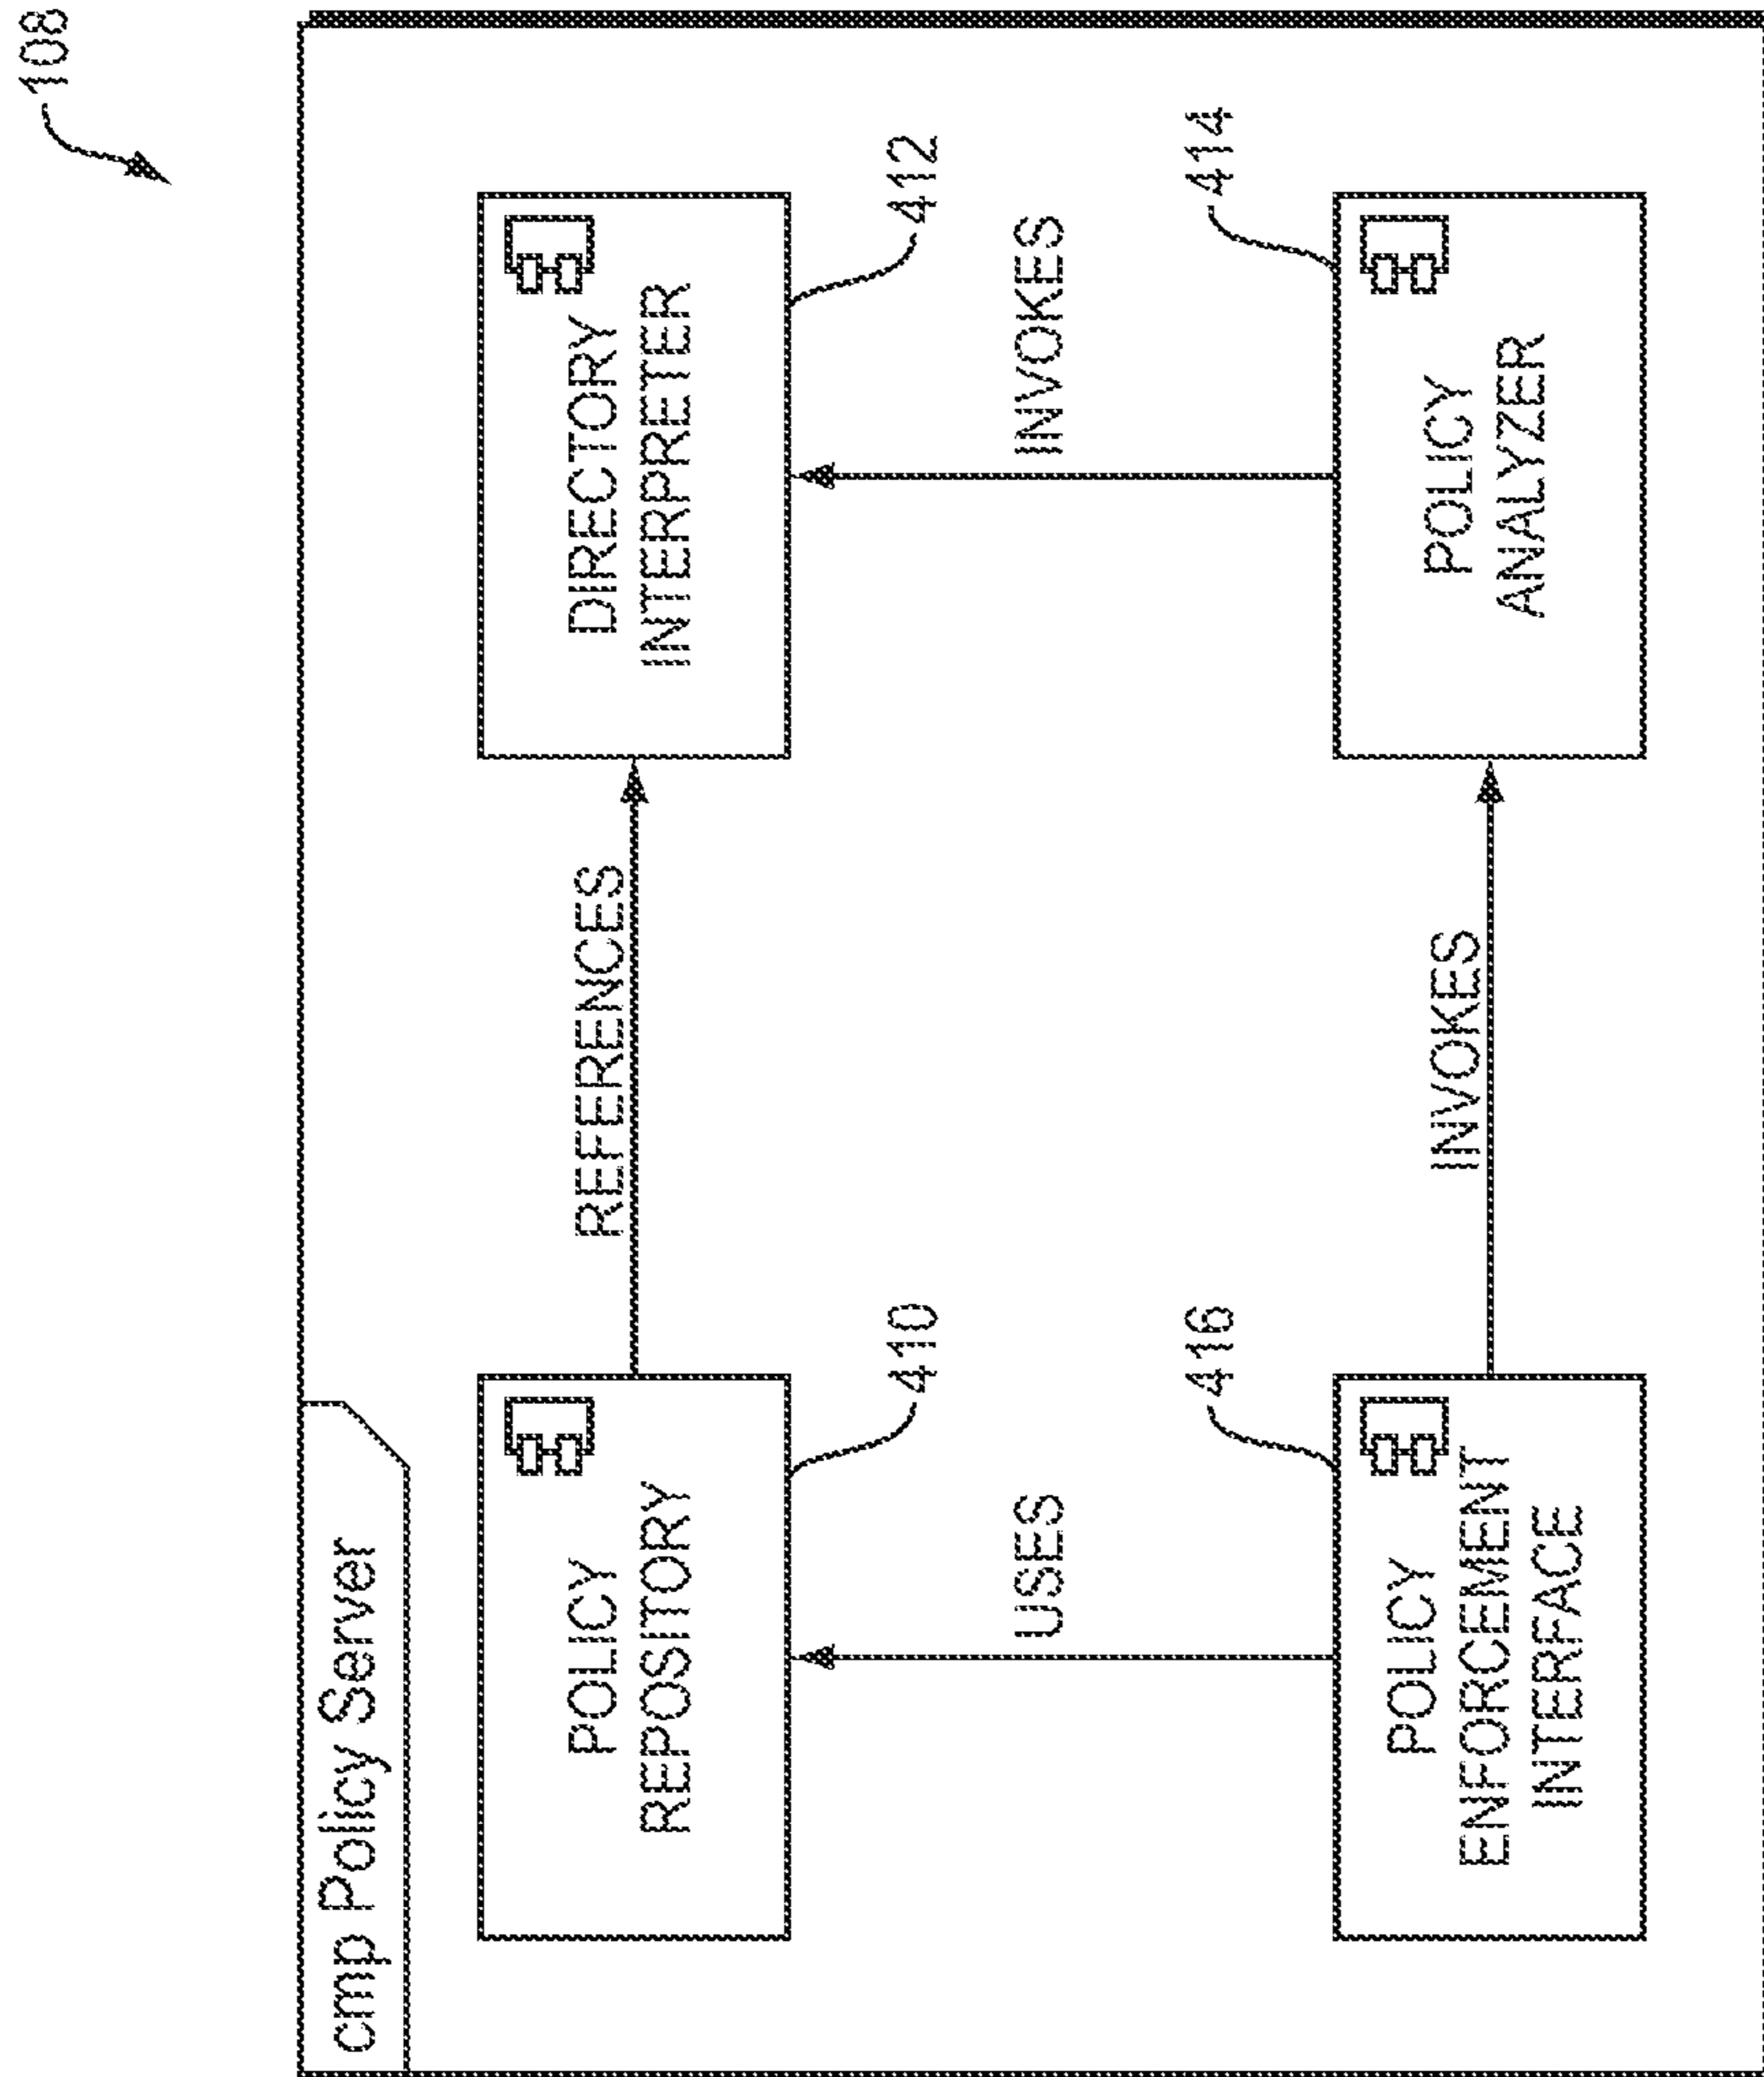 108
cmp Policy Server
POLICY
REPOSITORY
410
REFERENCES
DIRECTORY
INTERPRETER
412
USES
INVOKES
416
POLICY
ENFORCEMENT
INTERFACE
INVOKES
414
POLICY
ANALYZER